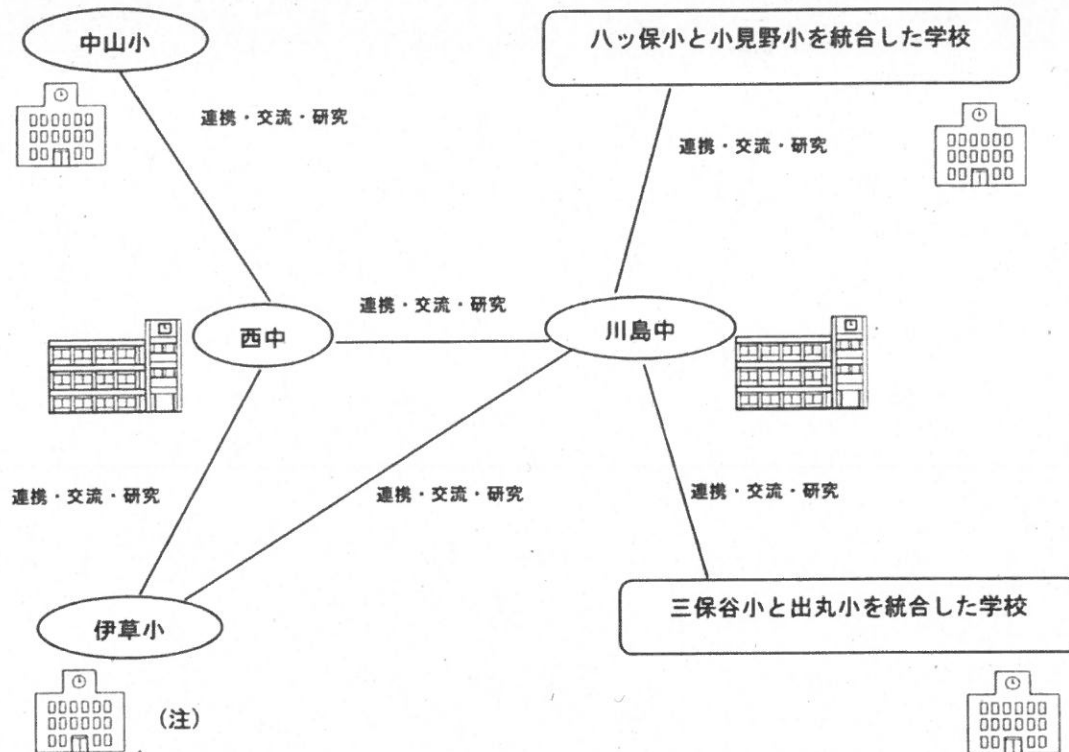 中山小
八ッ保小と小見野小を統合した学校
連携・交流・研究
連携・交流・研究
西中
連携・交流・研究
川島中
連携・交流・研究
連携・交流・研究
連携・交流・研究
伊草小
三保谷小と出丸小を統合した学校
（注）